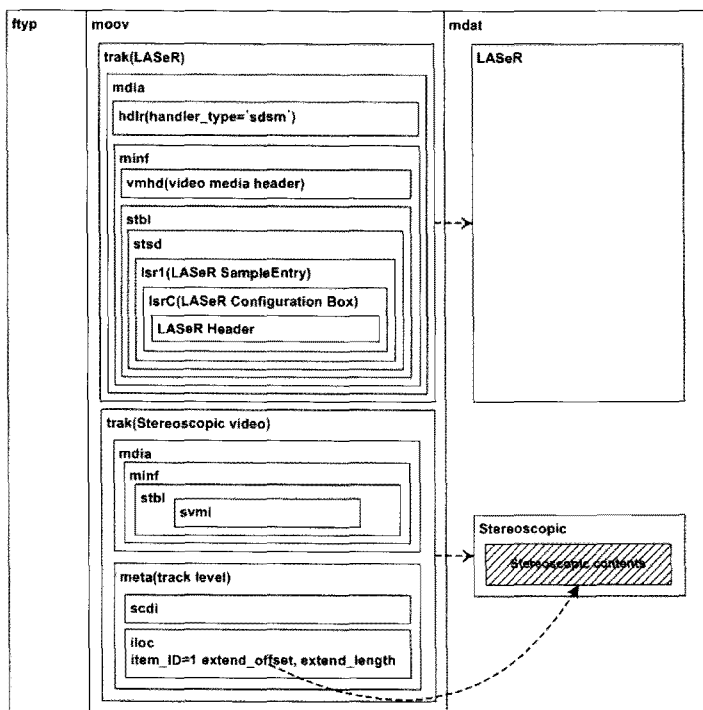 ftyp
moov
mdat
trak(LASeR)
mdia
hdlr(handler_type='sdsm')
minf
vmhd(video media header)
stbl
stsd
lsr1(LASeR SampleEntry)
lsrC(LASeR Configuration Box)
LASeR Header
LASeR
trak(Stereoscopic video)
mdia
minf
stbl
svmi
Stereoscopic
Stereoscopic contents
meta(track level)
scdi
iloc
item_ID=1 extend_offset, extend_length